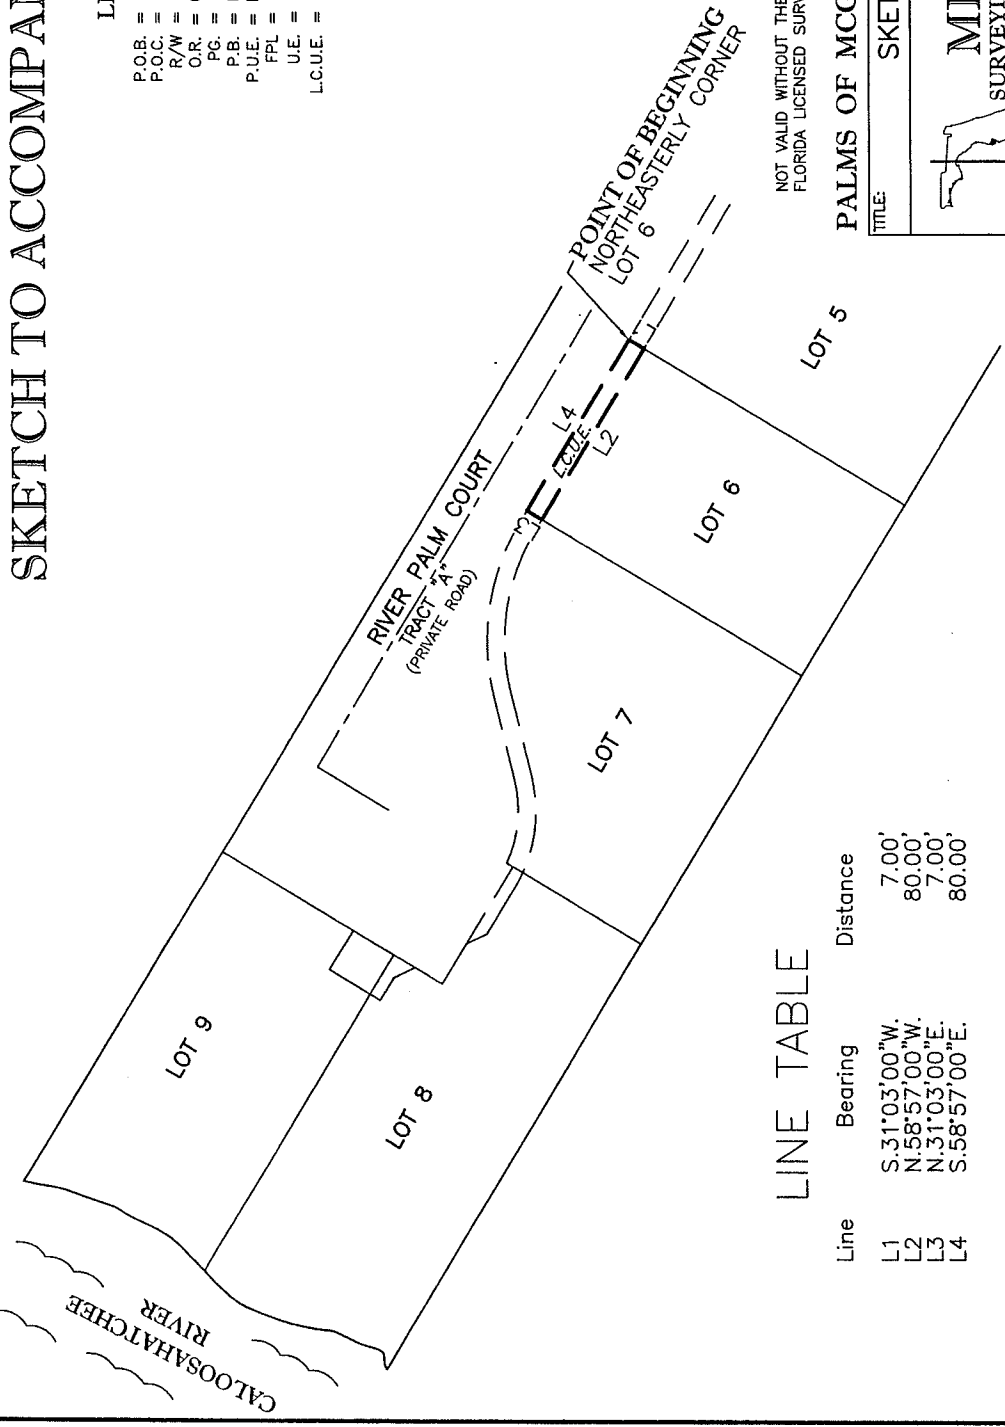 SKETCH TO ACCOMPAN
P.O.B. =
P.O.C. =
R/W =
O.R. =
PG. =
P.B. =
P.U.E. =
FPL =
U.E. =
L.C.U.E. =
CALOOSAHATCHEE
RIVER
LOT 9
LOT 8
RIVER PALM COURT
TRACT "A"
(PRIVATE ROAD)
POINT OF BEGINNING
NORTHEASTERLY CORNER
LOT 6
L3
L4
L.C.U.E.
L2
L1
LOT 7
LOT 6
LOT 5
LINE TABLE
Line Bearing Distance
L1 S.31°03'00"W. 7.00'
L2 N.58°57'00"W. 80.00'
L3 N.31°03'00"E. 7.00'
L4 S.58°57'00"E. 80.00'
NOT VALID WITHOUT THE
FLORIDA LICENSED SURV
PALMS OF MCG
TITLE:
SKET
SURVEYI